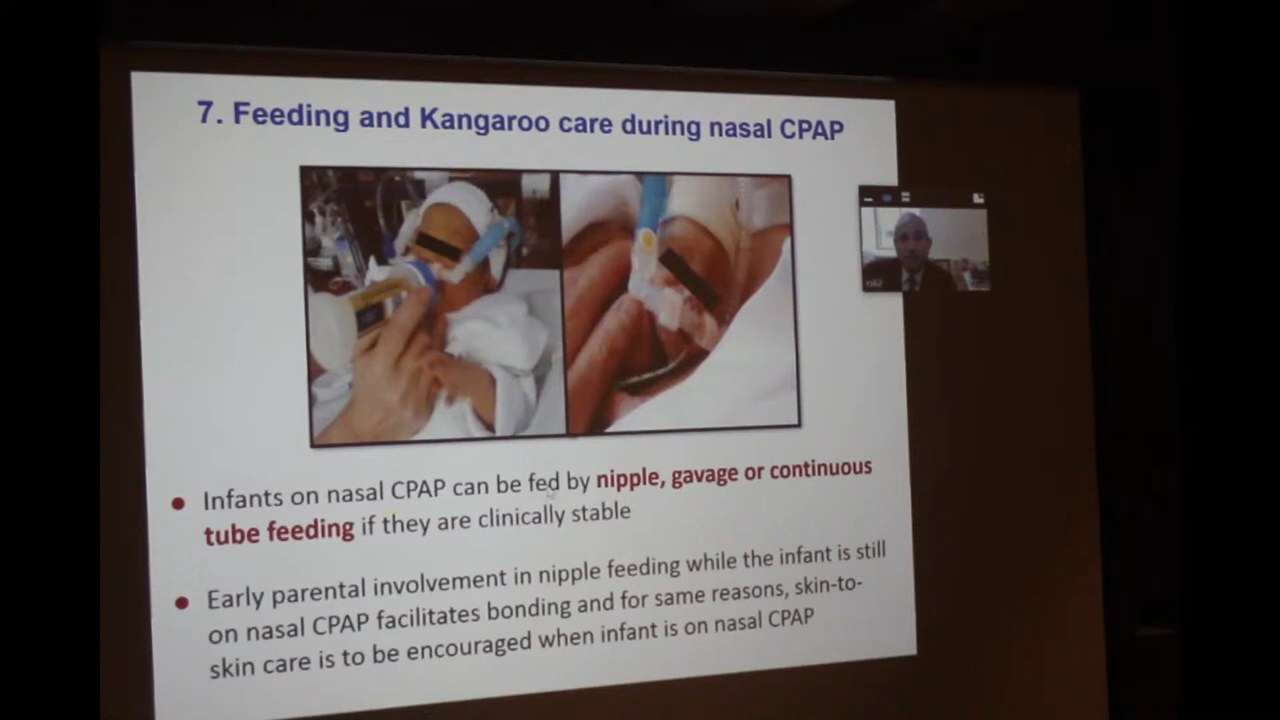 7. Feeding and Kangaroo care during nasal CPAP
Infants on nasal CPAP can be fed by nipple, gavage or continuous
tube feeding if they are clinically stable
Early parental involvement in nipple feeding while the infant is still
on nasal CPAP facilitates bonding and for same reasons, skin-to-
skin care is to be encouraged when infant is on nasal CPAP